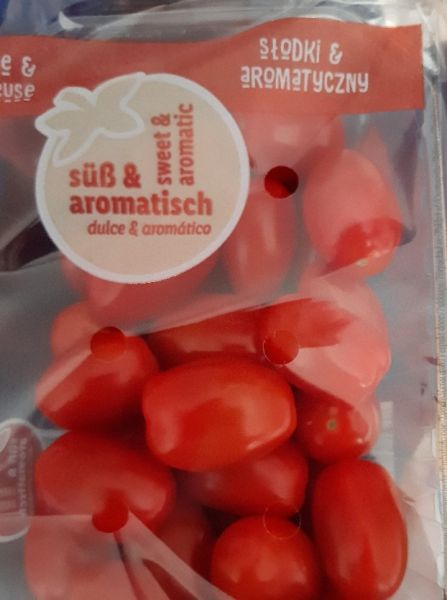 SŁODKI &
AROMATYCZNY
süß &
aromatisch
sweet &
aromatic
dulce & aromático